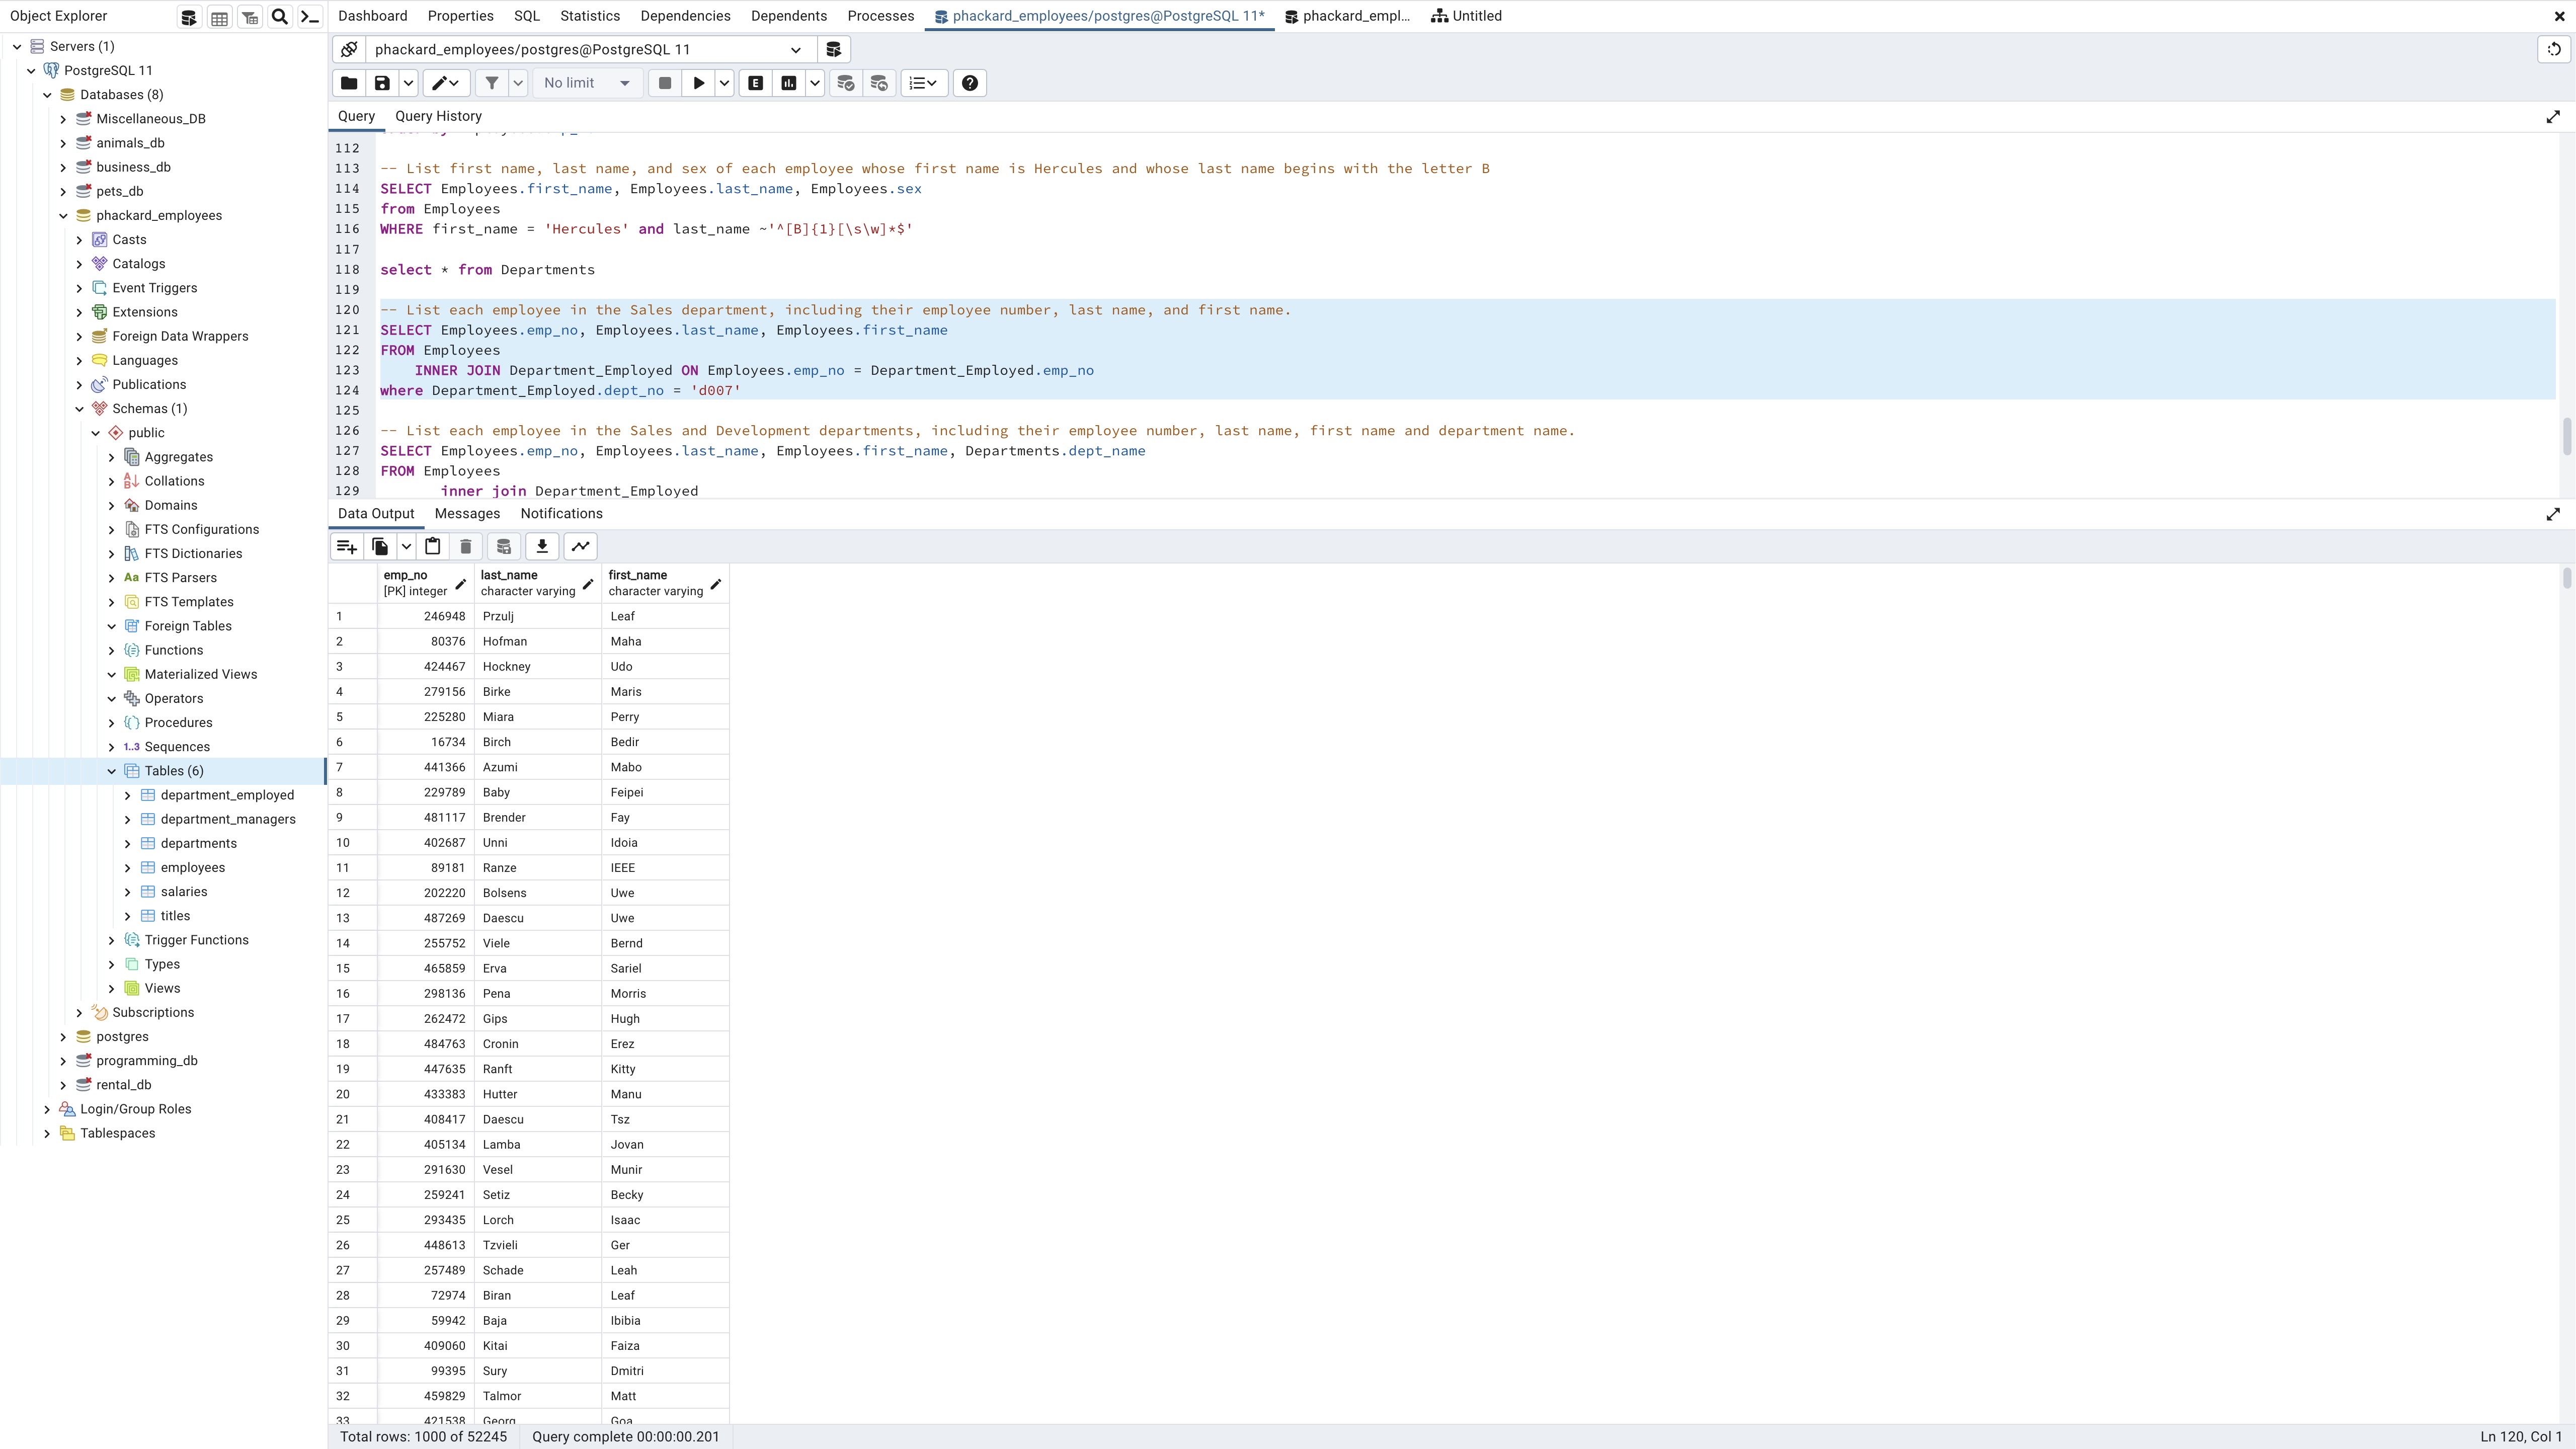 Object Explorer
Dashboard Properties SQL Statistics Dependencies Dependents Processes phackard_employees/postgres@PostgreSQL 11* phackard_empl... Untitled
Servers (1)
PostgreSQL 11
Databases (8)
Miscellaneous_DB
animals_db
business_db
pets_db
phackard_employees
Casts
Catalogs
Event Triggers
Extensions
Foreign Data Wrappers
Languages
Publications
Schemas (1)
public
Aggregates
Collations
Domains
FTS Configurations
FTS Dictionaries
Aa FTS Parsers
FTS Templates
Foreign Tables
Functions
Materialized Views
Operators
Procedures
1..3 Sequences
Tables (6)
department_employed
department_managers
departments
employees
salaries
titles
Trigger Functions
Types
Views
Subscriptions
postgres
programming_db
rental_db
Login/Group Roles
Tablespaces
phackard_employees/postgres@PostgreSQL 11
No limit
E
Query Query History
112
113 -- List first name, last name, and sex of each employee whose first name is Hercules and whose last name begins with the letter B
114 SELECT Employees.first_name, Employees.last_name, Employees.sex
115 from Employees
116 WHERE first_name = 'Hercules' and last_name ~'^[B]{1}[\s\w]*$'
117
118 select * from Departments
119
120 -- List each employee in the Sales department, including their employee number, last name, and first name.
121 SELECT Employees.emp_no, Employees.last_name, Employees.first_name
122 FROM Employees
123 INNER JOIN Department_Employed ON Employees.emp_no = Department_Employed.emp_no
124 where Department_Employed.dept_no = 'd007'
125
126 -- List each employee in the Sales and Development departments, including their employee number, last name, first name and department name.
127 SELECT Employees.emp_no, Employees.last_name, Employees.first_name, Departments.dept_name
128 FROM Employees
129 inner join Department_Employed
Data Output Messages Notifications
emp_no last_name first_name
[PK] integer character varying character varying
1 246948 Przulj Leaf
2 80376 Hofman Maha
3 424467 Hockney Udo
4 279156 Birke Maris
5 225280 Miara Perry
6 16734 Birch Bedir
7 441366 Azumi Mabo
8 229789 Baby Feipei
9 481117 Brender Fay
10 402687 Unni Idoia
11 89181 Ranze IEEE
12 202220 Bolsens Uwe
13 487269 Daescu Uwe
14 255752 Viele Bernd
15 465859 Erva Sariel
16 298136 Pena Morris
17 262472 Gips Hugh
18 484763 Cronin Erez
19 447635 Ranft Kitty
20 433383 Hutter Manu
21 408417 Daescu Tsz
22 405134 Lamba Jovan
23 291630 Vesel Munir
24 259241 Setiz Becky
25 293435 Lorch Isaac
26 448613 Tzvieli Ger
27 257489 Schade Leah
28 72974 Biran Leaf
29 59942 Baja Ibibia
30 409060 Kitai Faiza
31 99395 Sury Dmitri
32 459829 Talmor Matt
33 421538 Georg Goa
Total rows: 1000 of 52245 Query complete 00:00:00.201 Ln 120, Col 1